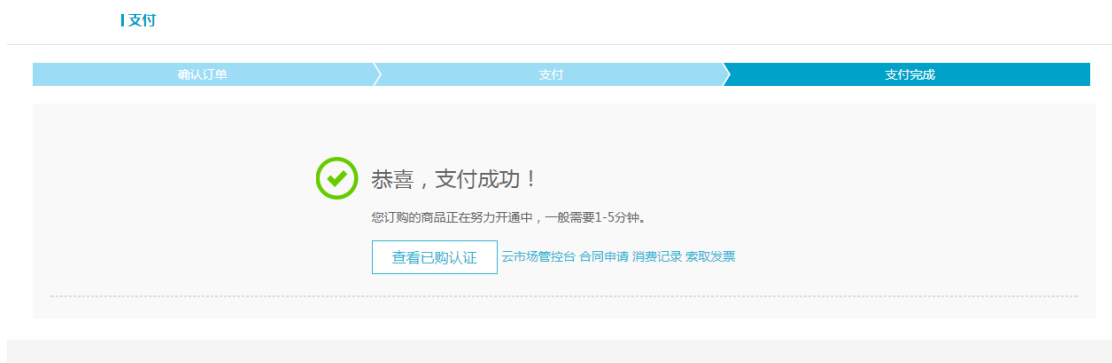 支付
确认订单
支付
支付完成
恭喜，支付成功！
您订购的商品正在努力开通中，一般需要1-5分钟。
查看已购认证 云市场管控台 合同申请 消费记录 索取发票